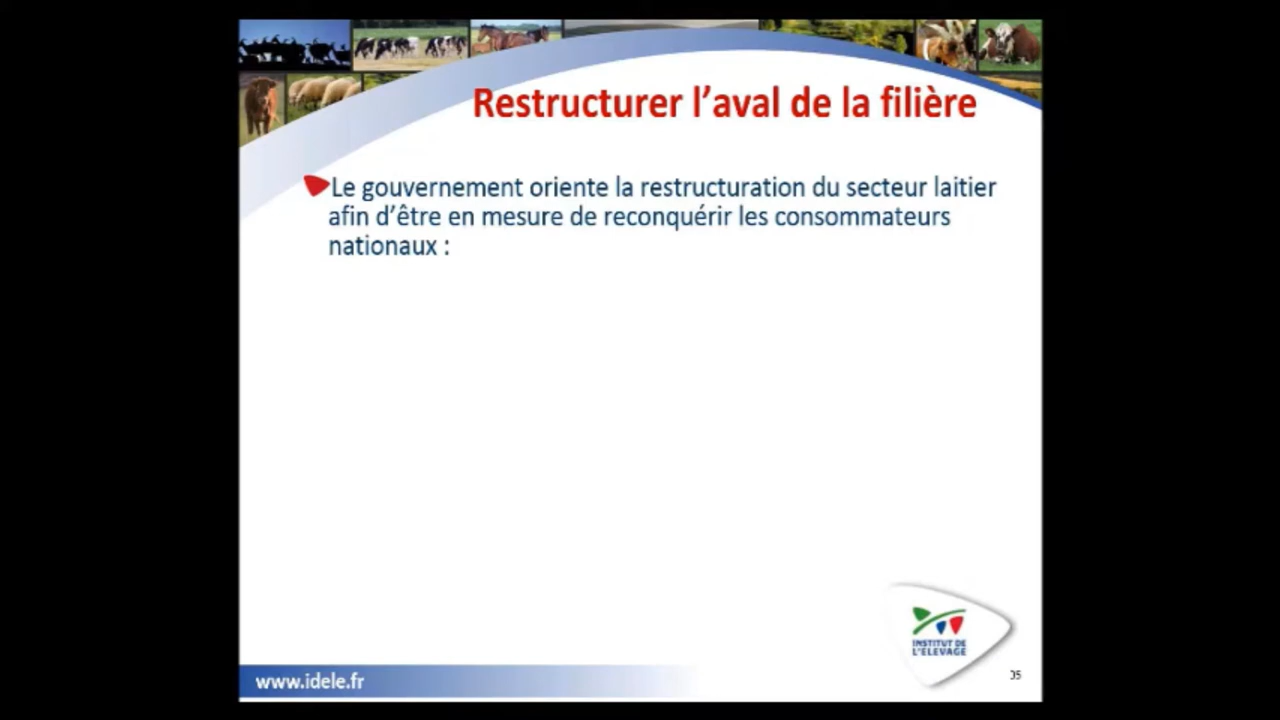 Restructurer l'aval de la filière
Le gouvernement oriente la restructuration du secteur laitier
afin d'être en mesure de reconquérir les consommateurs
nationaux :
INSTITUT DE
L'ELEVAGE
www.idele.fr